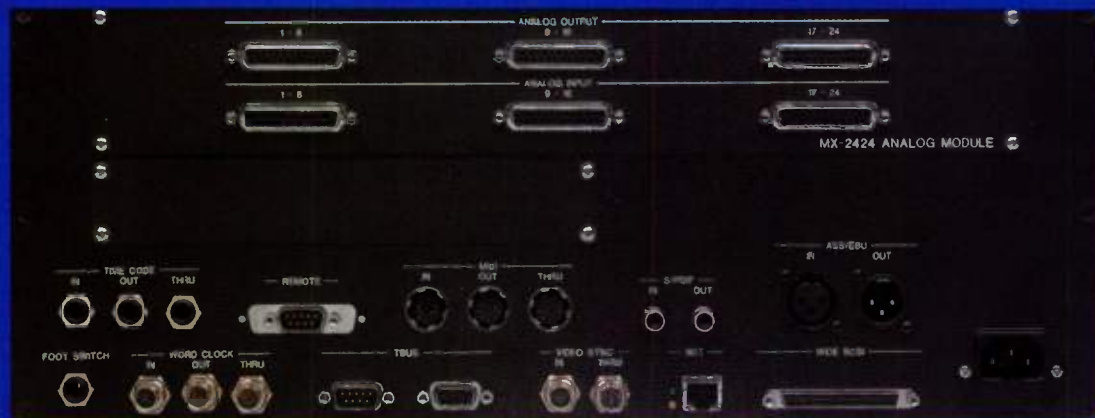 ANALOG OUTPUT
1 - 8
9 - 16
17 - 24
ANALOG INPUT
1 - 8
9 - 16
17 - 24
MX-2424 ANALOG MODULE
TIME CODE
IN OUT THRU
REMOTE
MIDI
IN OUT THRU
S/PDIF
IN OUT
AES/EBU
IN OUT
FOOT SWITCH
WORD CLOCK
IN OUT THRU
TBUS
VIDEO SYNC
IN THRU
NET
WIDE SCSI